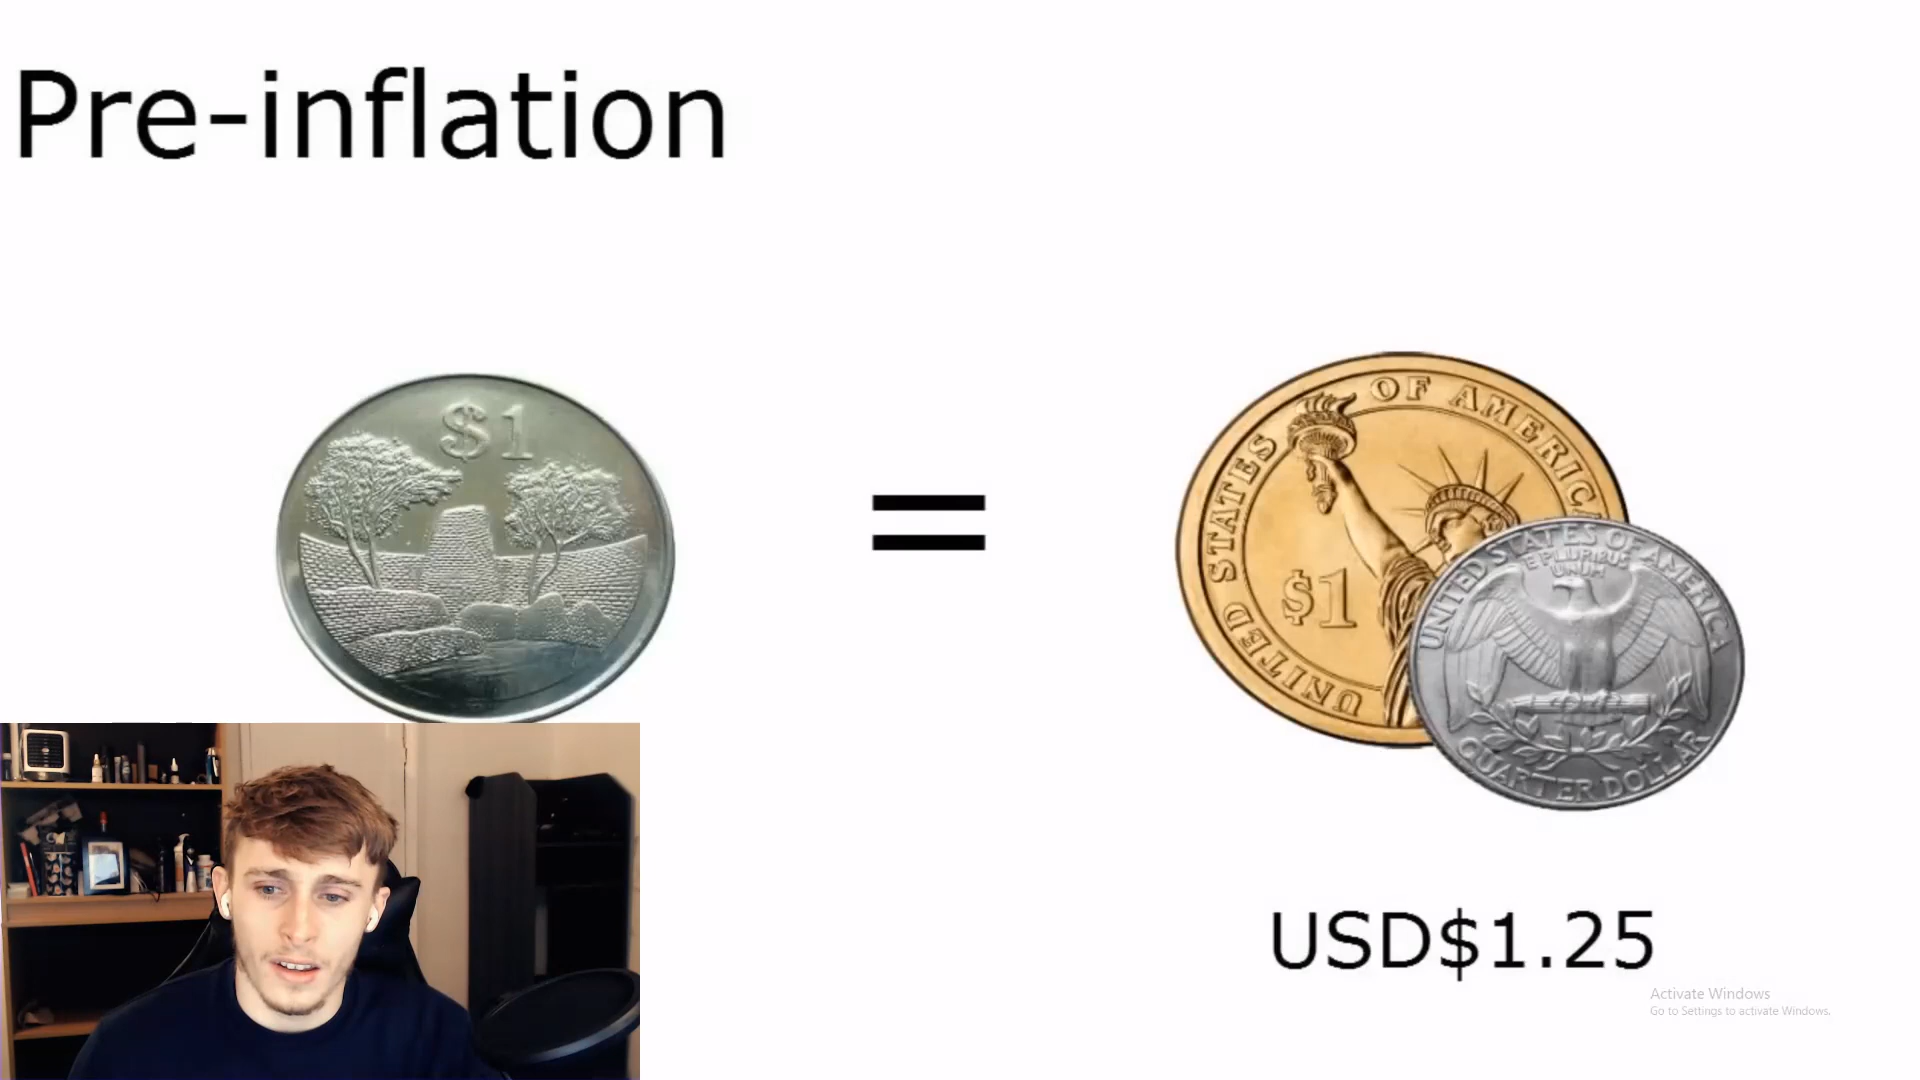 Pre-inflation
$1
=
UNITED STATES OF AMERICA
$1
UNITED STATES OF AMERICA
E PLURIBUS
UNUM
QUARTER DOLLAR
USD$1.25
Activate Windows
Go to Settings to activate Windows.